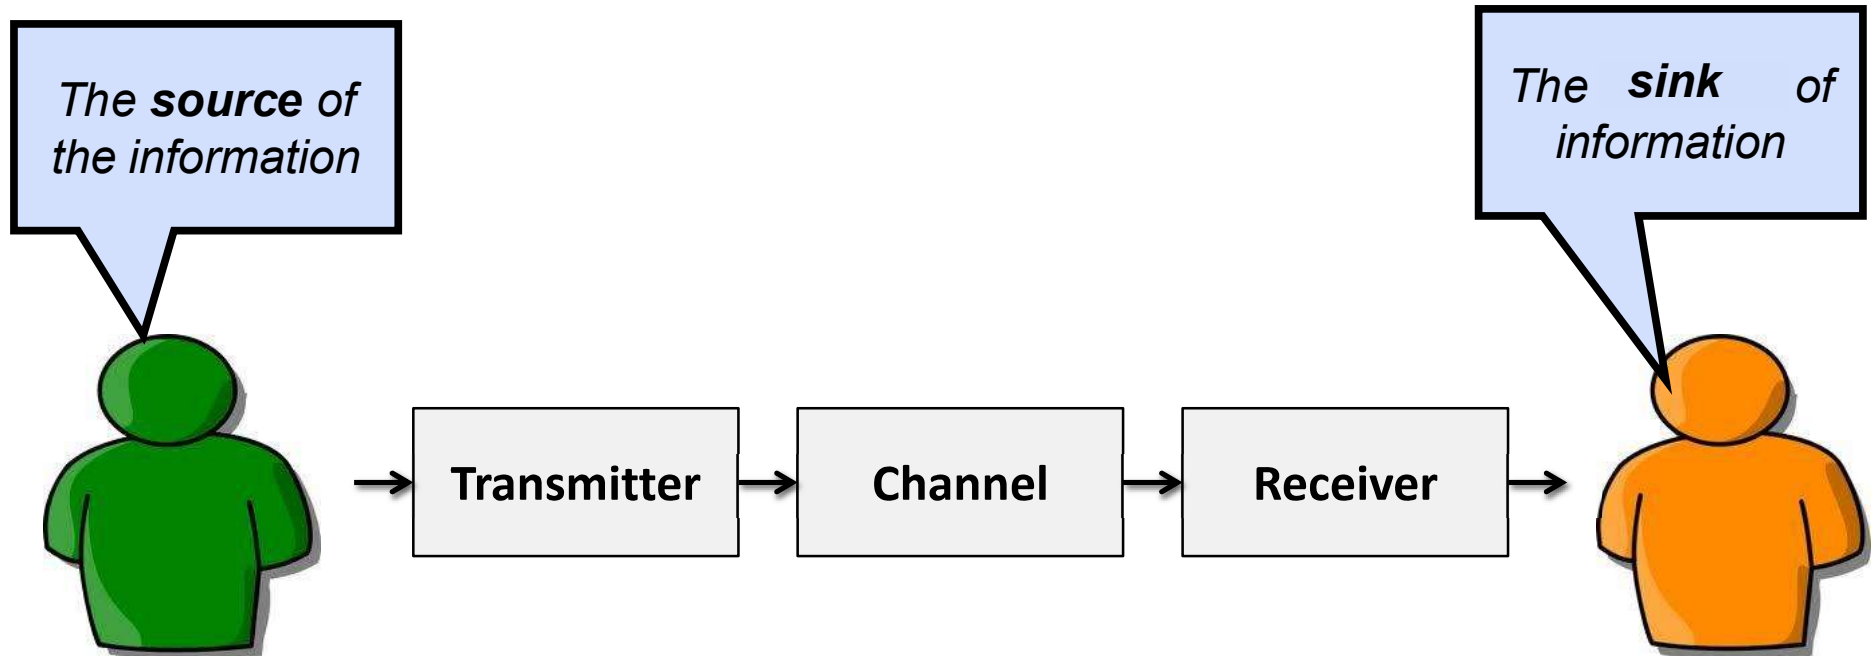 The source of
the information
The sink of
information
Transmitter
Channel
Receiver